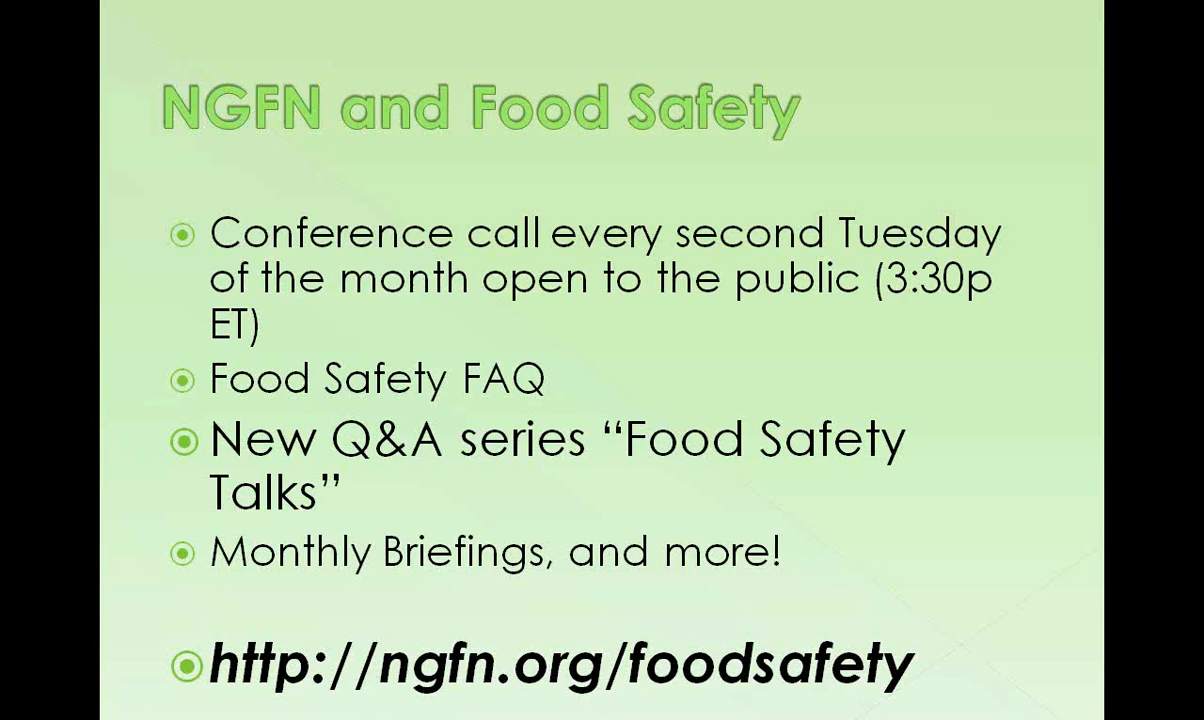 NGFN and Food Safety
Conference call every second Tuesday
of the month open to the public (3:30p
ET)
Food Safety FAQ
New Q&A series “Food Safety
Talks”
Monthly Briefings, and more!
http://ngfn.org/foodsafety